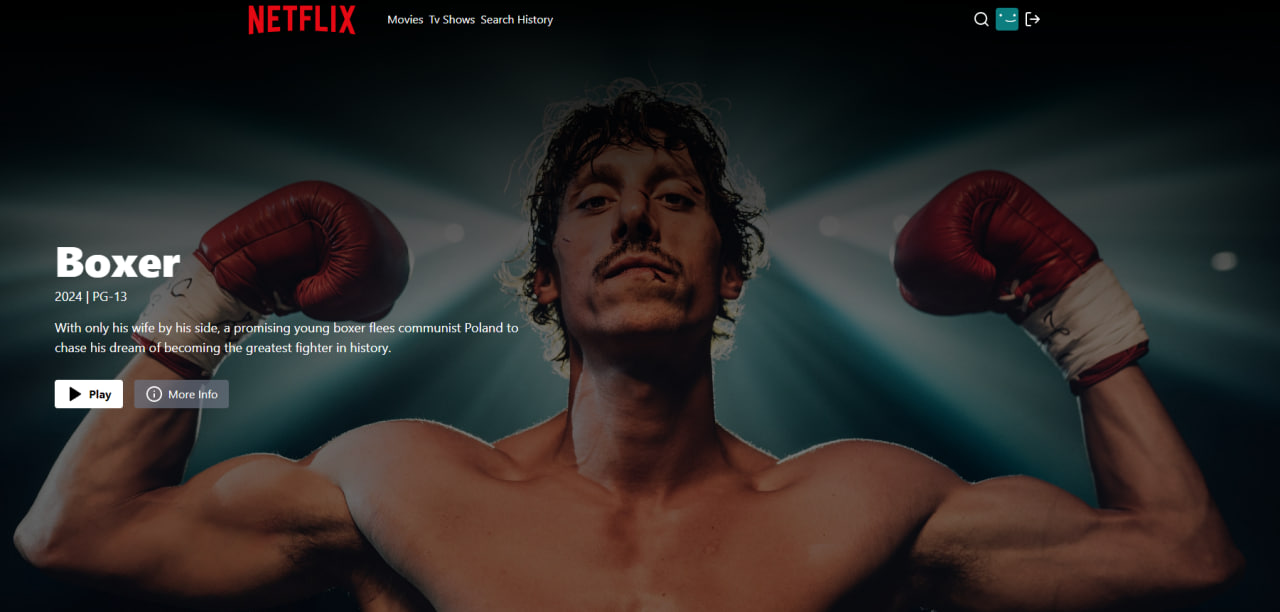 NETFLIX Movies Tv Shows Search History
Boxer
2024 | PG-13
With only his wife by his side, a promising young boxer flees communist Poland to
chase his dream of becoming the greatest fighter in history.
Play More Info